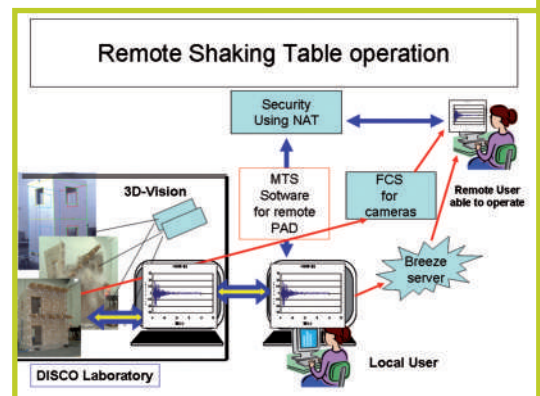 Remote Shaking Table operation
Security
Using NAT
3D-Vision
MTS
Sotware
for remote
PAD
FCS
for
cameras
Remote User
able to operate
Breeze
server
Local User
DISCO Laboratory